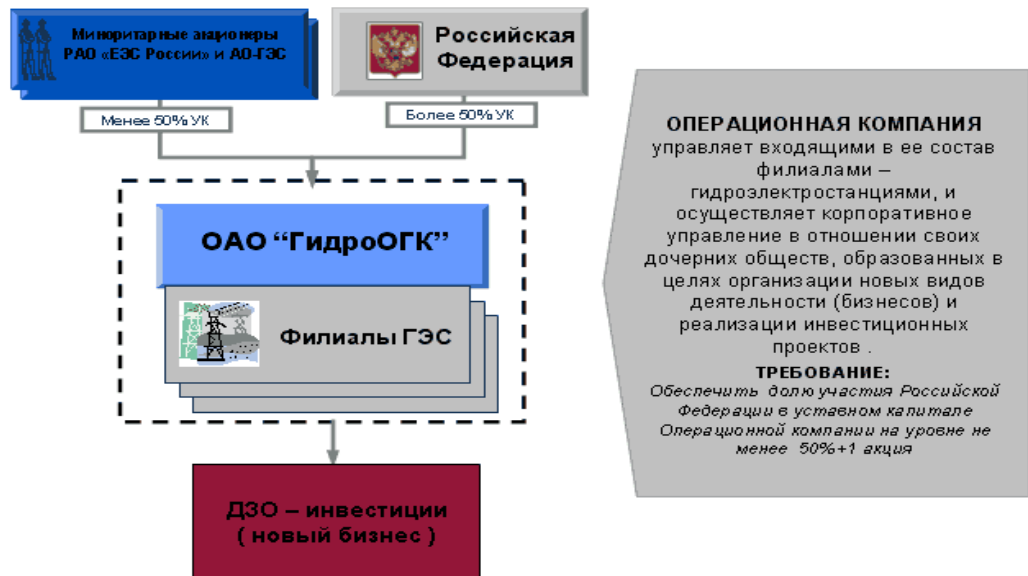 Миноритарные акционеры
РАО «ЕЭС России» и АО-ГЭС
Российская
Федерация
Менее 50% УК
Более 50% УК
ОАО “ГидроОГК”
Филиалы ГЭС
ДЗО – инвестиции
( новый бизнес )
ОПЕРАЦИОННАЯ КОМПАНИЯ
управляет входящими в ее состав
филиалами –
гидроэлектростанциями, и
осуществляет корпоративное
управление в отношении своих
дочерних обществ, образованных в
целях организации новых видов
деятельности (бизнесов) и
реализации инвестиционных
проектов .
ТРЕБОВАНИЕ:
Обеспечить долю участия Российской
Федерации в уставном капитале
Операционной компании на уровне не
менее 50%+1 акция